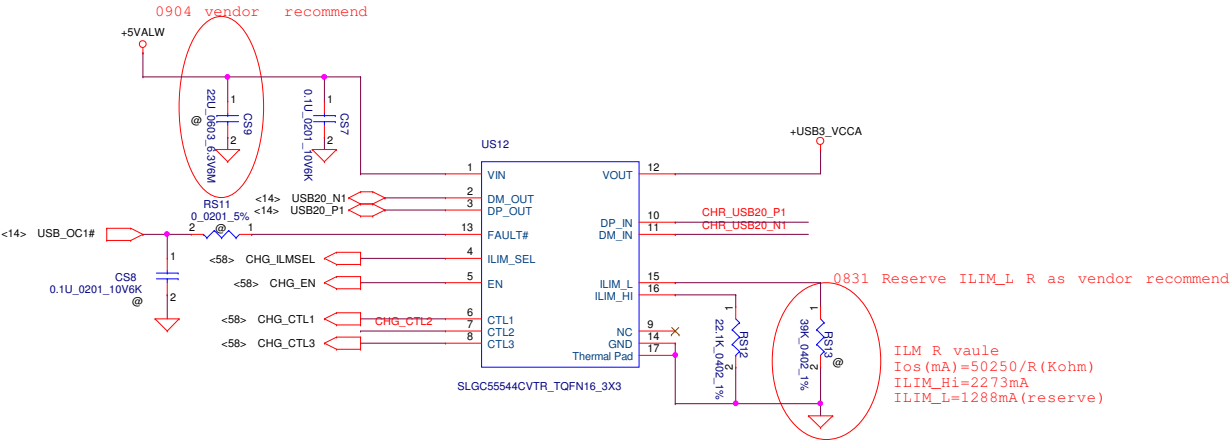 0904 vendor recommend
+5VALW
1
22U_0603_6.3V6M
CS9
@
2
1
0.1U_0201_10V6K
CS7
2
+USB3_VCCA
US12
1 VIN VOUT 12
<14> USB20_N1 2 DM_OUT
<14> USB20_P1 3 DP_OUT
DP_IN 10 CHR_USB20_P1
DM_IN 11 CHR_USB20_N1
RS11
0_0201_5%
@
<14> USB_OC1# 2 1 13 FAULT#
<58> CHG_ILMSEL 4 ILIM_SEL
<58> CHG_EN 5 EN
ILIM_L 15
ILIM_HI 16
0831 Reserve ILIM_L R as vendor recommend
1
CS8
0.1U_0201_10V6K
@
2
<58> CHG_CTL1 6 CTL1
CHG_CTL2 7 CTL2
<58> CHG_CTL3 8 CTL3
NC 9
GND 14
Thermal Pad 17
1
RS12
22.1K_0402_1%
2
1
RS13
39K_0402_1%
@
2
SLGC55544CVTR_TQFN16_3X3
ILM R vaule
Ios(mA)=50250/R(Kohm)
ILIM_Hi=2273mA
ILIM_L=1288mA(reserve)